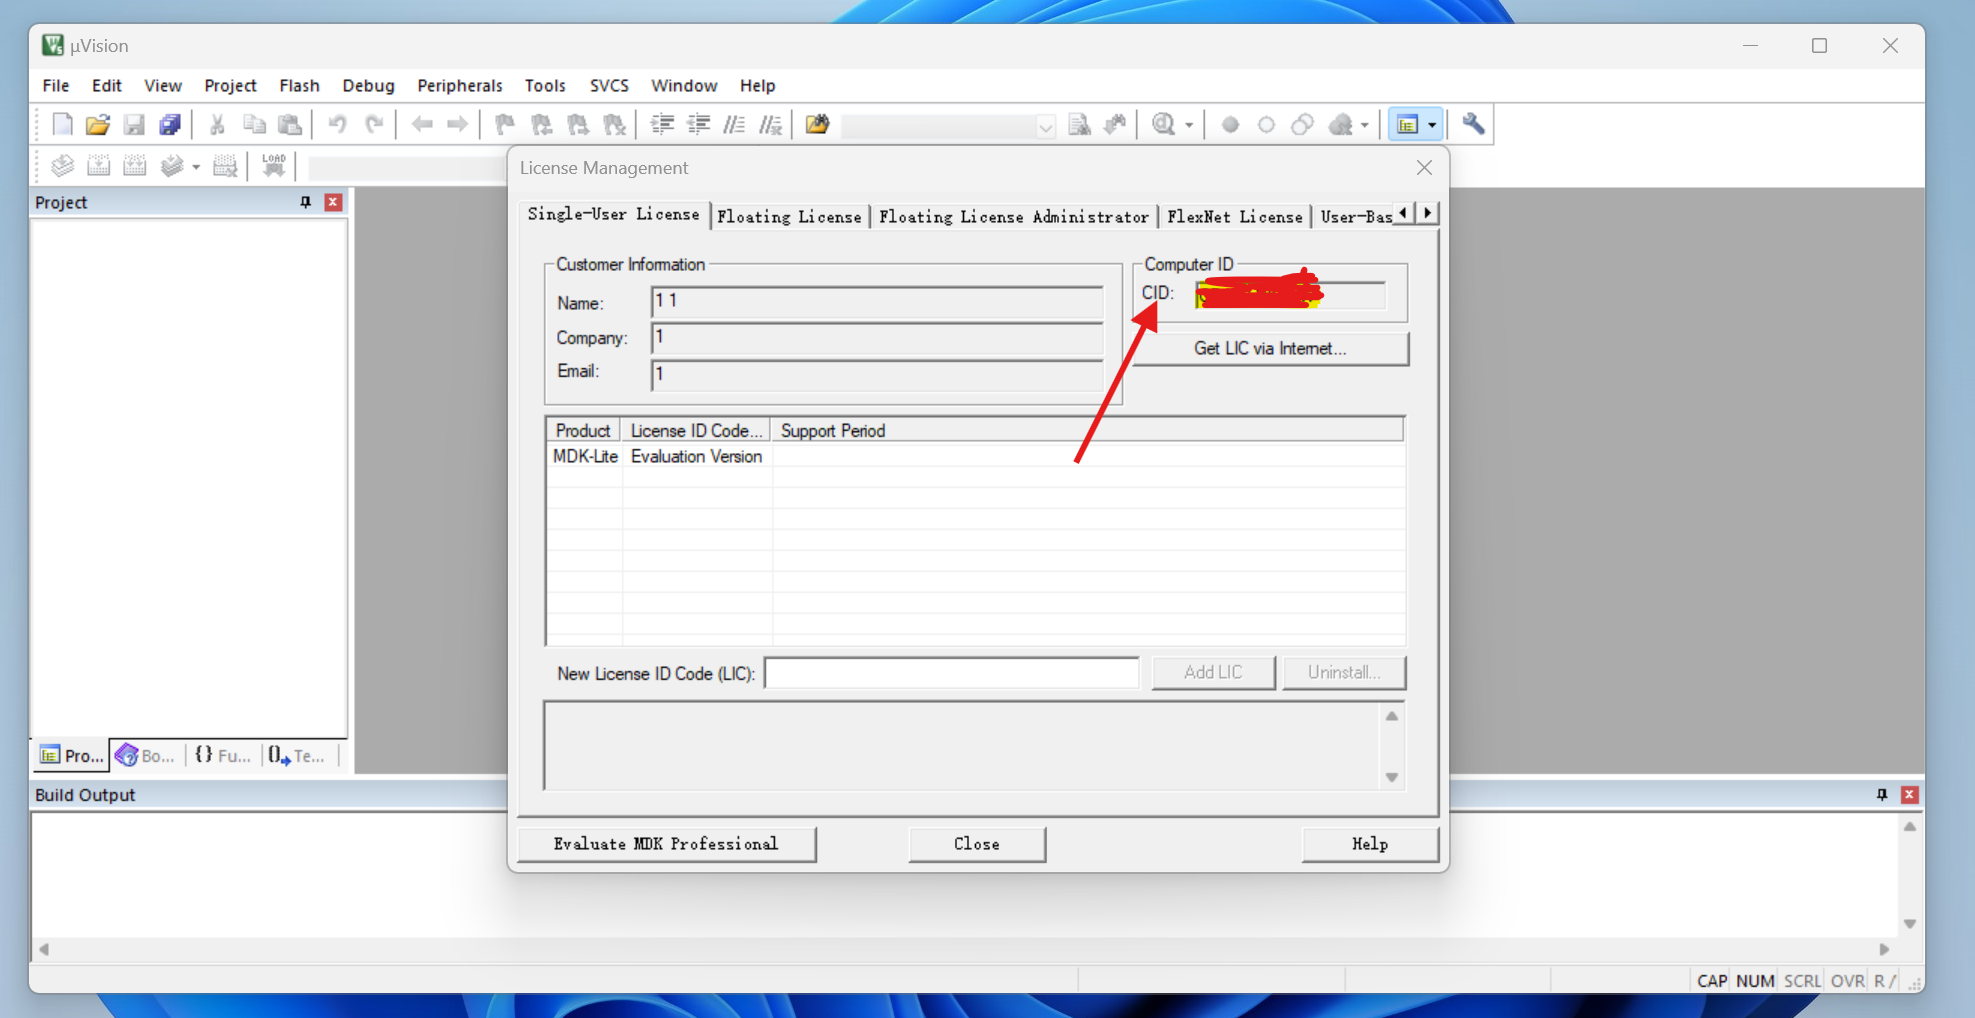 µVision
File Edit View Project Flash Debug Peripherals Tools SVCS Window Help
LOAD
Project
License Management
Single-User License Floating License Floating License Administrator FlexNet License User-Bas
Customer Information
Name: 1 1
Company: 1
Email: 1
Computer ID
CID:
Get LIC via Internet...
Product License ID Code... Support Period
MDK-Lite Evaluation Version
New License ID Code (LIC):
Add LIC Uninstall...
Pro... Bo... {} Fu... Te...
Build Output
Evaluate MDK Professional Close Help
CAP NUM SCRL OVR R /